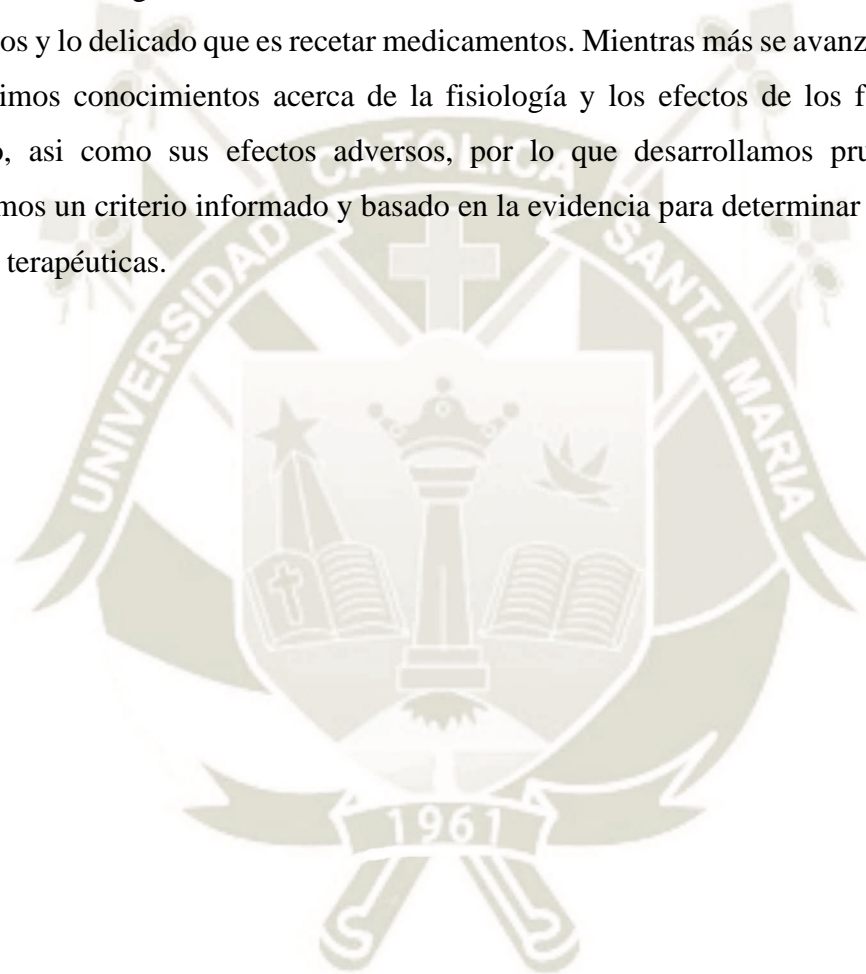 os y lo delicado que es recetar medicamentos. Mientras más se avanz
imos conocimientos acerca de la fisiología y los efectos de los f
o, asi como sus efectos adversos, por lo que desarrollamos pru
mos un criterio informado y basado en la evidencia para determinar
terapéuticas.
UNIVERSIDAD CATOLICA SANTA MARIA
1961